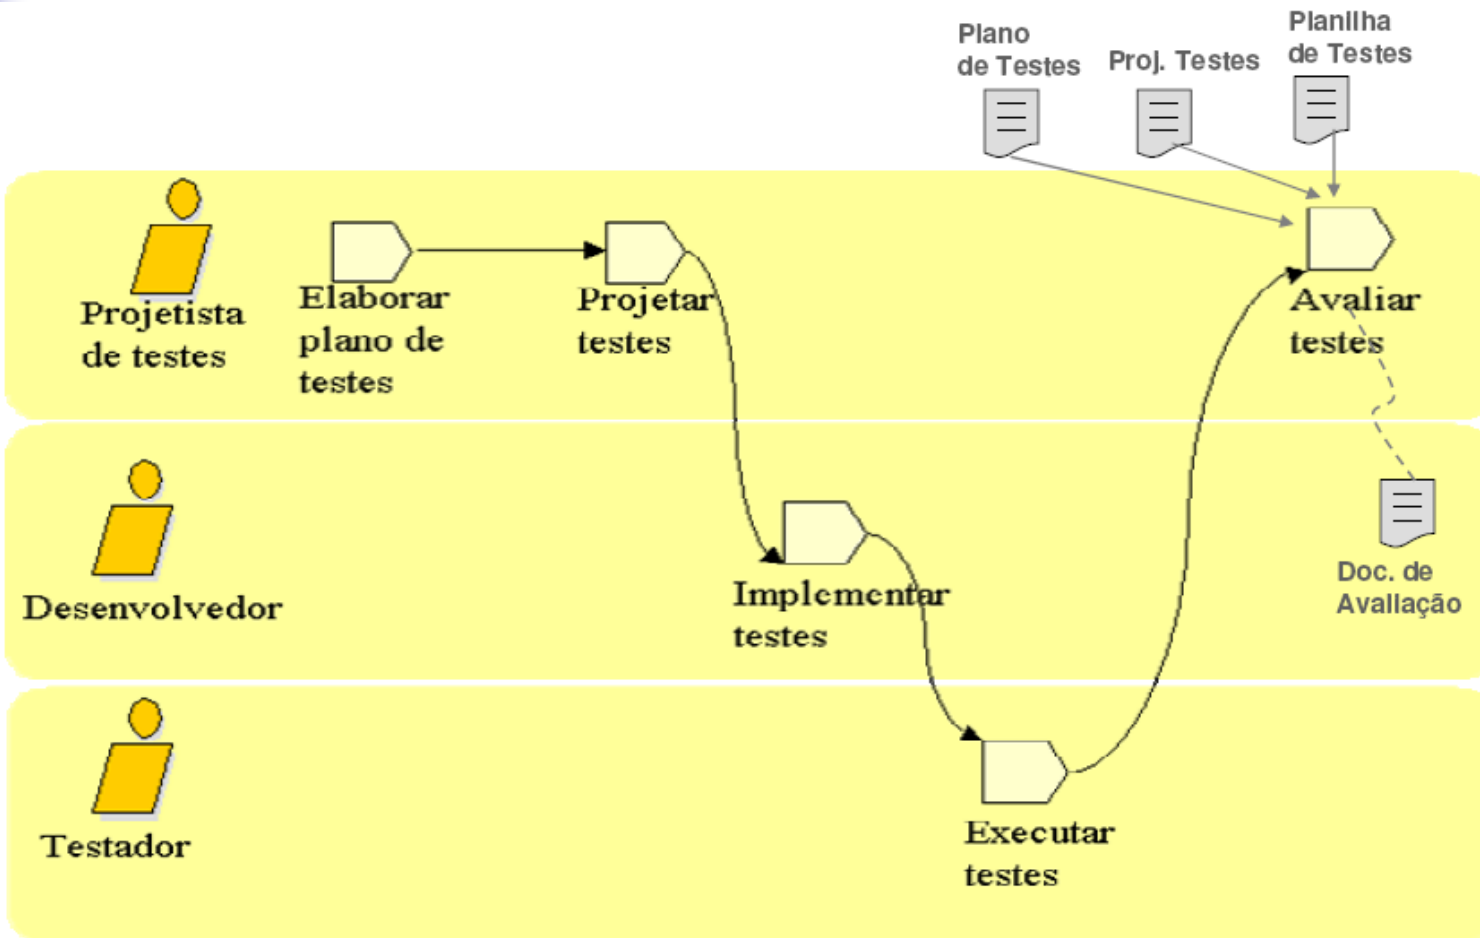 Plano
de Testes
Proj. Testes
Planilha
de Testes
Projetista
de testes
Elaborar
plano de
testes
Projetar
testes
Avaliar
testes
Desenvolvedor
Implementar
testes
Doc. de
Avaliação
Testador
Executar
testes